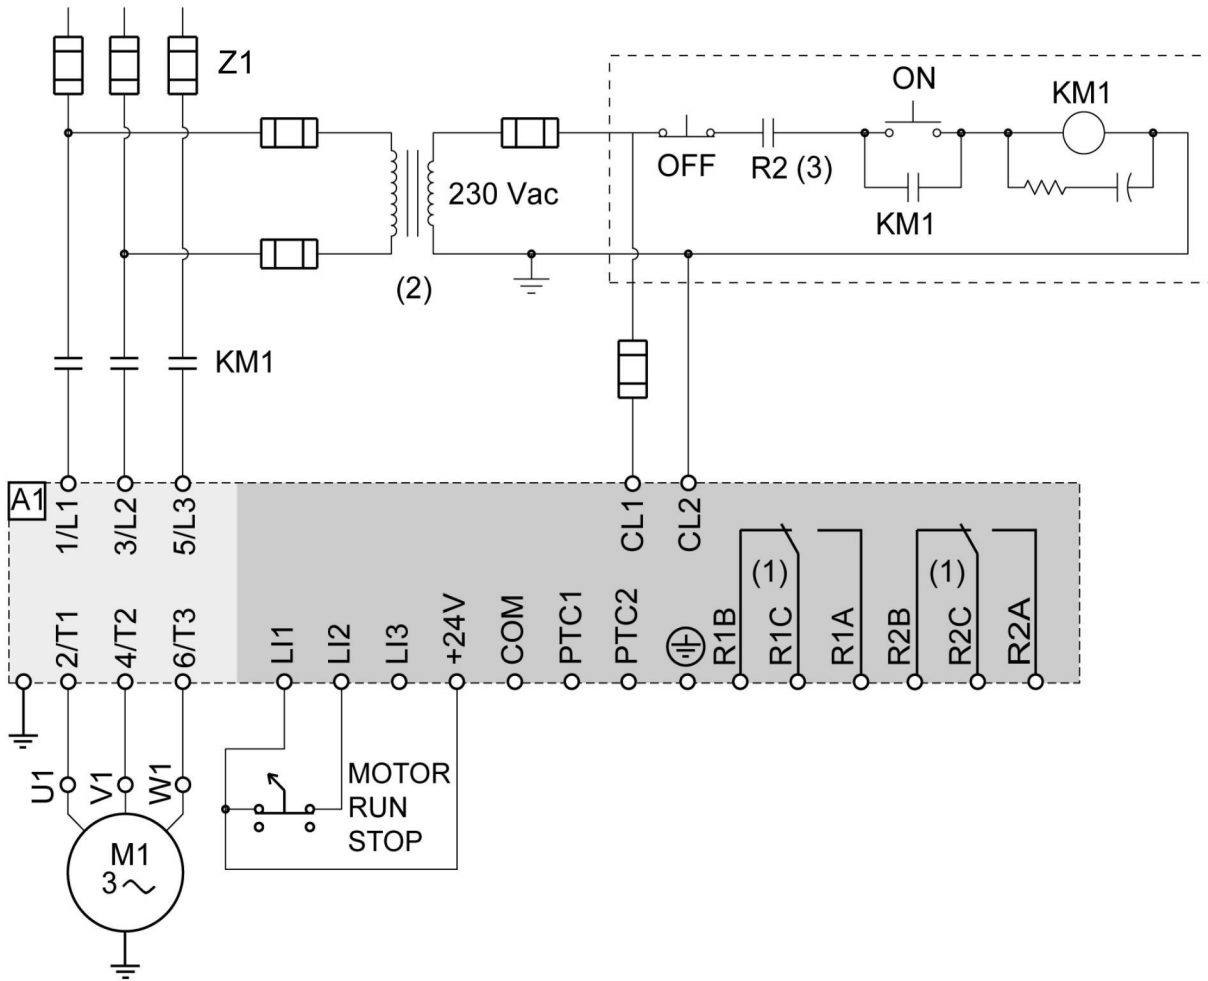 Z1
ON
KM1
OFF
R2 (3)
230 Vac
KM1
(2)
KM1
A1
1/L1
3/L2
5/L3
CL1
CL2
(1)
(1)
2/T1
4/T2
6/T3
LI1
LI2
LI3
+24V
COM
PTC1
PTC2
R1B
R1C
R1A
R2B
R2C
R2A
U1
V1
W1
MOTOR
RUN
STOP
M1
3